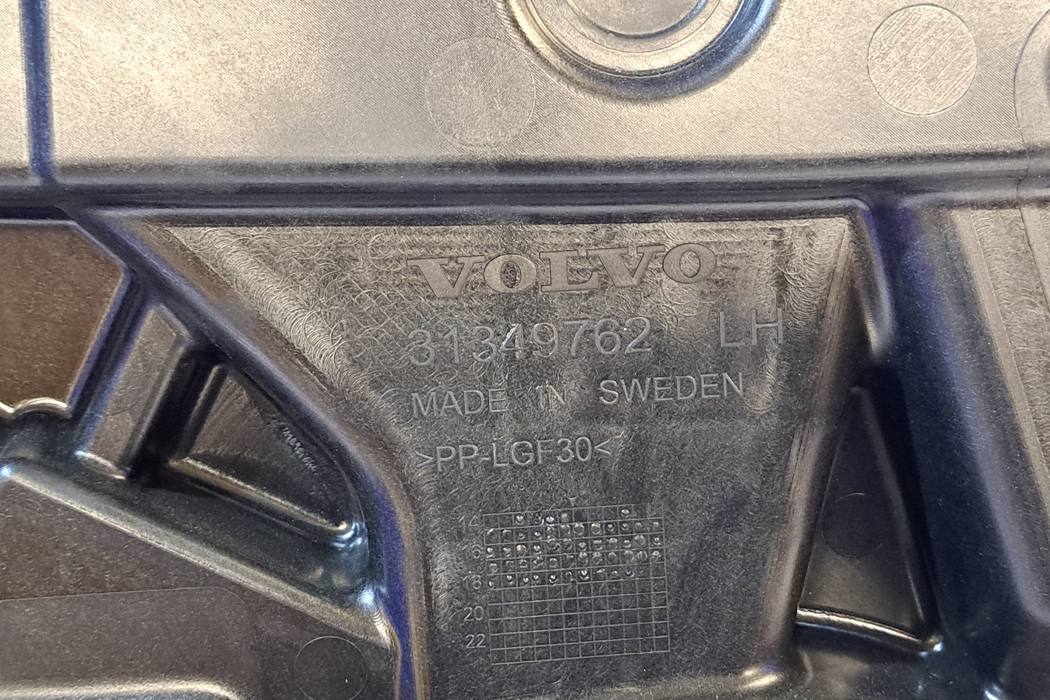 VOLVO
31349762 LH
MADE IN SWEDEN
>PP-LGF30<
14
16
18
20
22